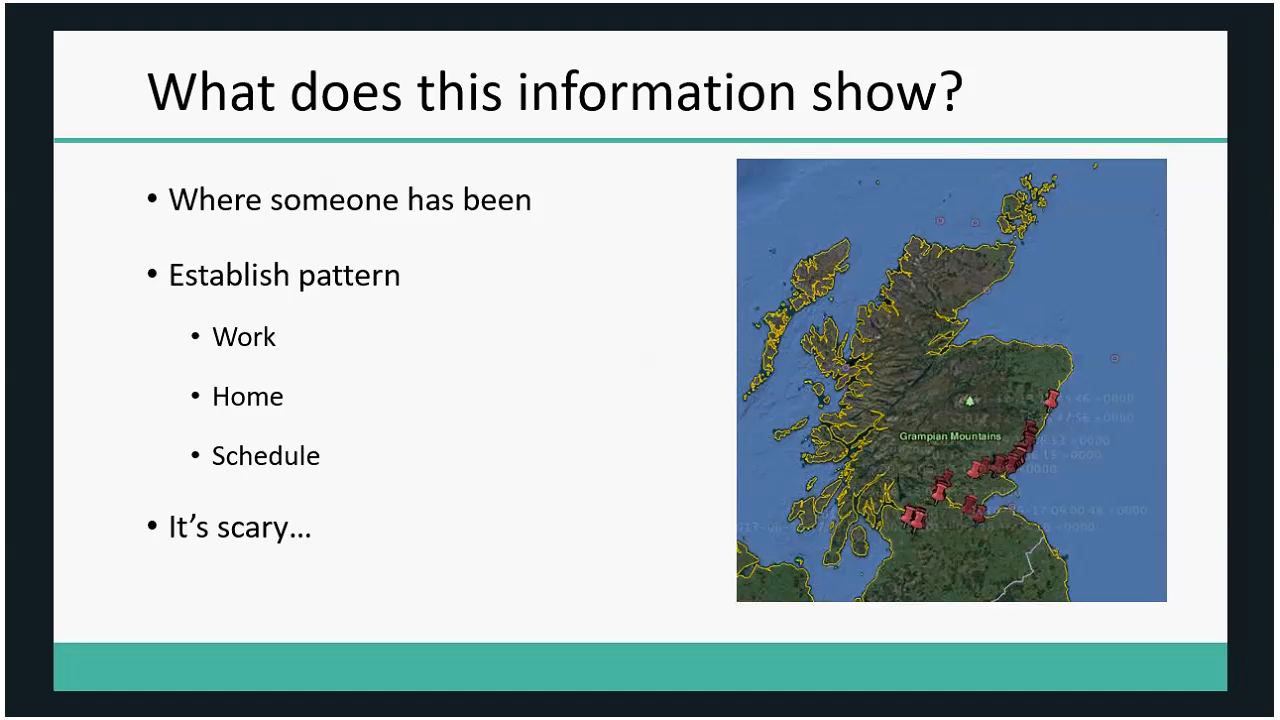 What does this information show?
• Where someone has been
• Establish pattern
• Work
• Home
• Schedule
• It's scary…
Grampian Mountains